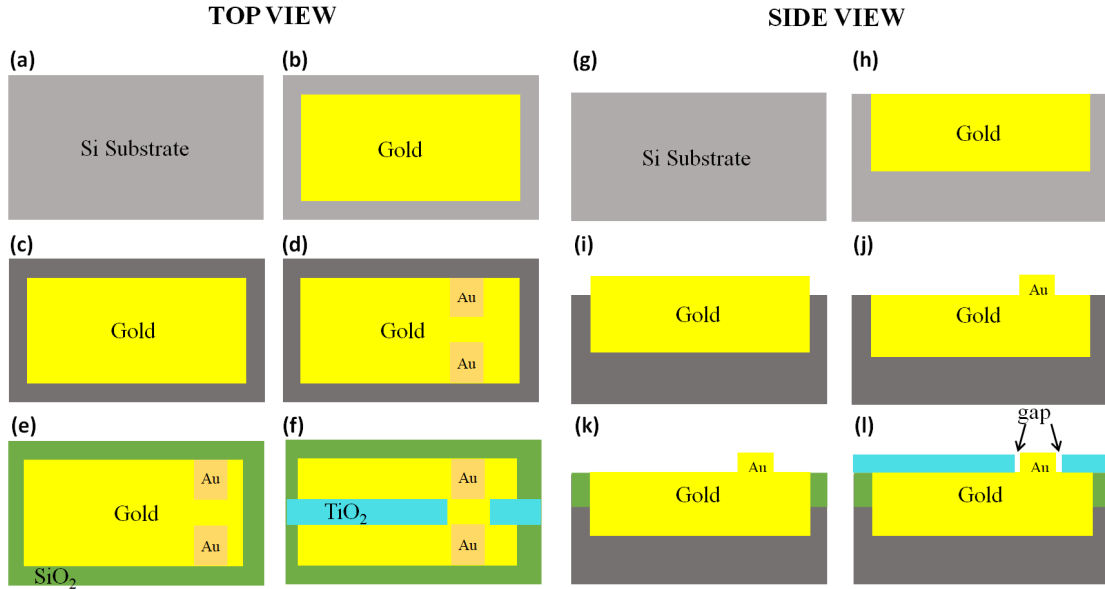 TOP VIEW
SIDE VIEW
(a)
(b)
(g)
(h)
Si Substrate
Gold
Si Substrate
Gold
(c)
(d)
(i)
(j)
Gold
Gold
Au
Au
Gold
Gold
Au
(e)
(f)
(k)
(l)
gap
Gold
Au
Au
SiO2
TiO2
Au
Au
Gold
Au
Gold
Au